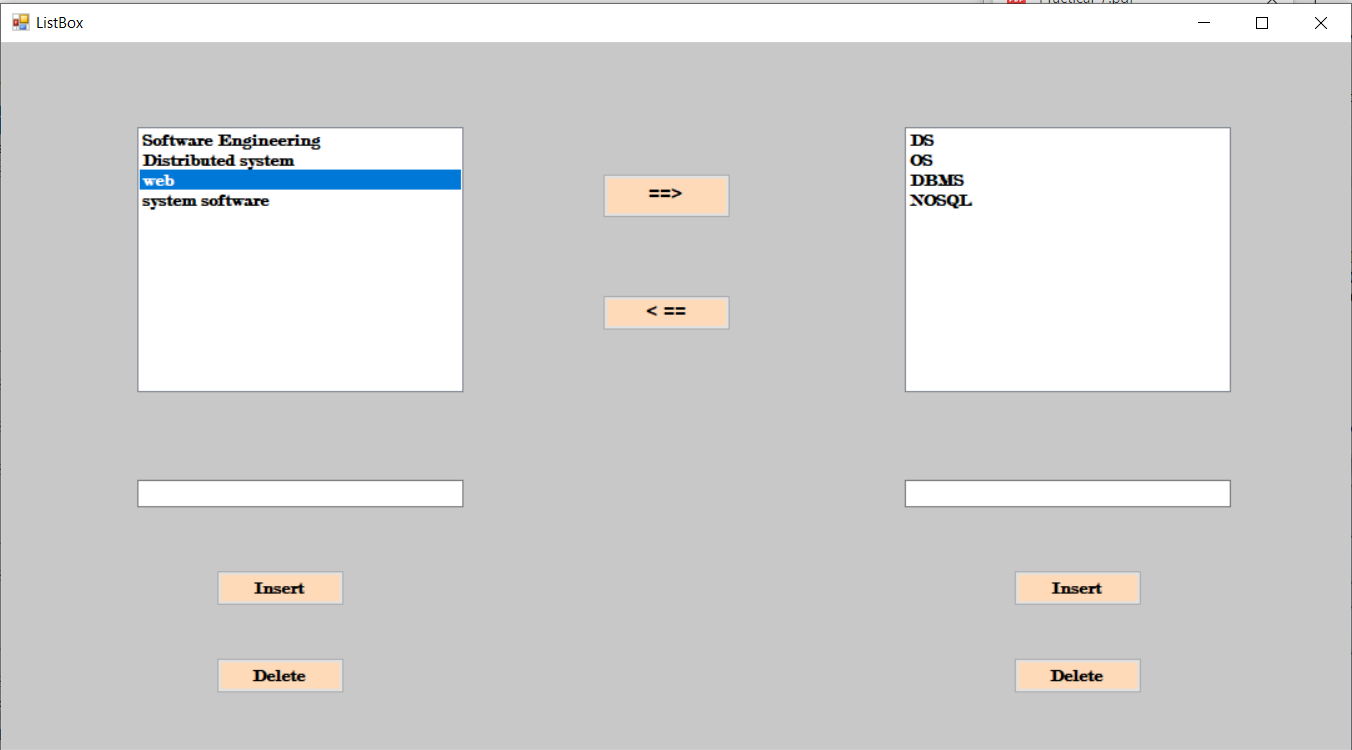 ListBox
Software Engineering
Distributed system
web
system software
==>
< ==
DS
OS
DBMS
NOSQL
Insert
Delete
Insert
Delete